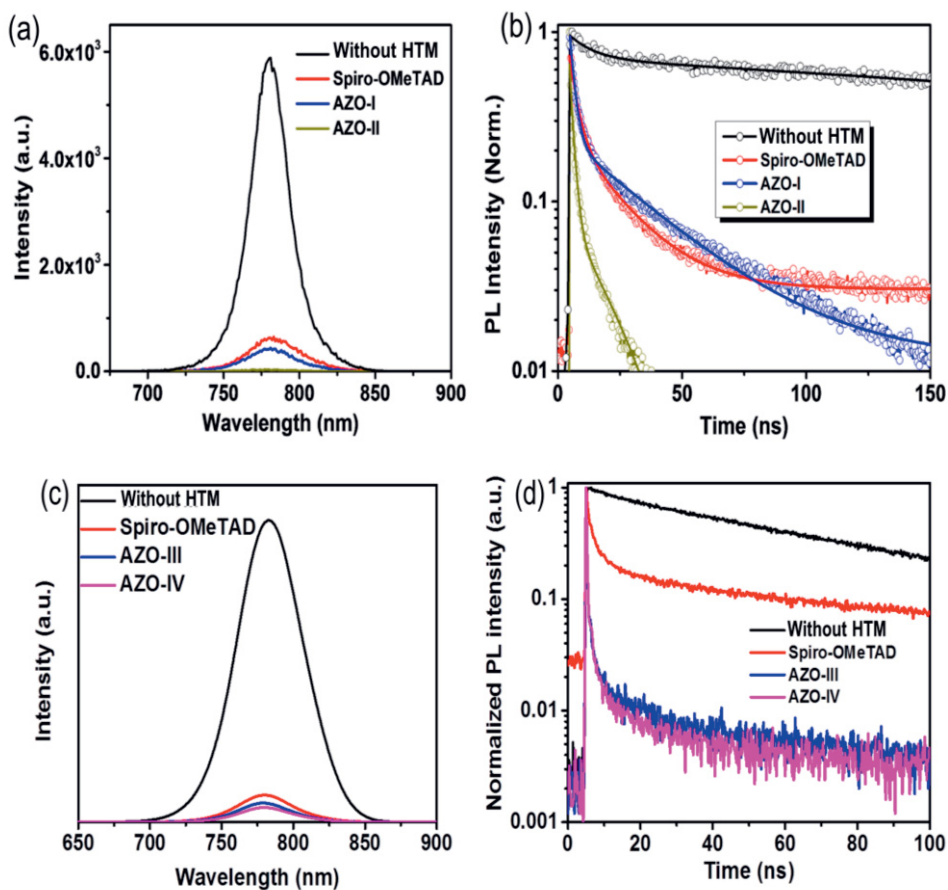 (a)
6.0x10³
4.0x10³
2.0x10³
0.0
Intensity (a.u.)
Without HTM
Spiro-OMeTAD
AZO-I
AZO-II
700 750 800 850 900
Wavelength (nm)
(b)
1
0.1
0.01
PL Intensity (Norm.)
Without HTM
Spiro-OMeTAD
AZO-I
AZO-II
0 50 100 150
Time (ns)
(c)
Intensity (a.u.)
Without HTM
Spiro-OMeTAD
AZO-III
AZO-IV
650 700 750 800 850 900
Wavelength (nm)
(d)
1
0.1
0.01
0.001
Normalized PL intensity (a.u.)
Without HTM
Spiro-OMeTAD
AZO-III
AZO-IV
0 20 40 60 80 100
Time (ns)